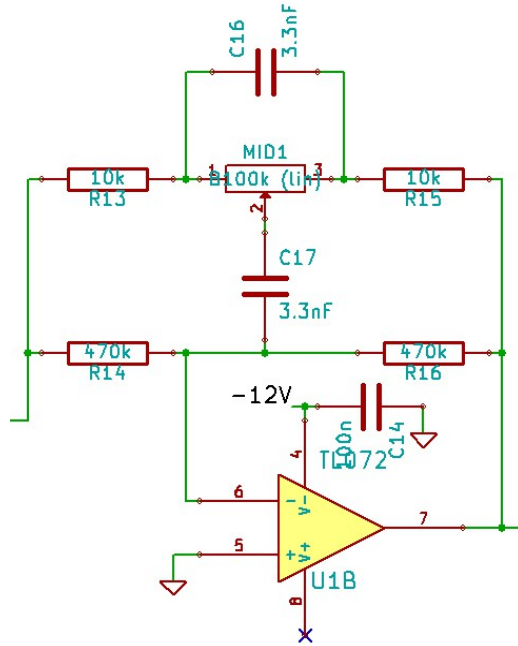 C16
3.3nF
MID1
1
3
10k
R13
B100k (lin)
10k
R15
2
C17
3.3nF
470k
R14
470k
R16
-12V
100n
C14
4
TL072
6
-
V-
7
5
+
V+
U1B
8